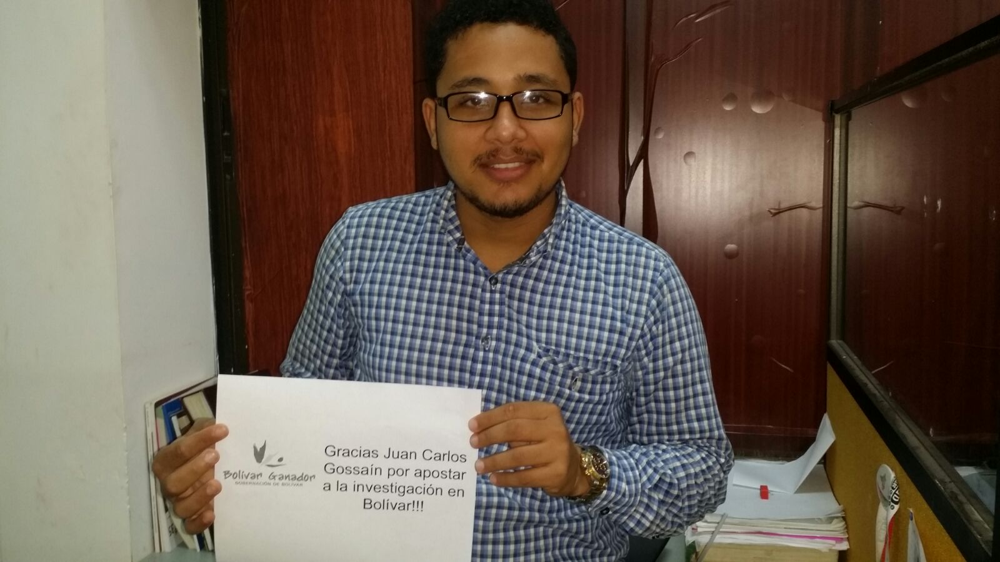 Bolívar Ganador
GOBERNACIÓN DE BOLÍVAR
Gracias Juan Carlos
Gossaín por apostar
a la investigación en
Bolívar!!!